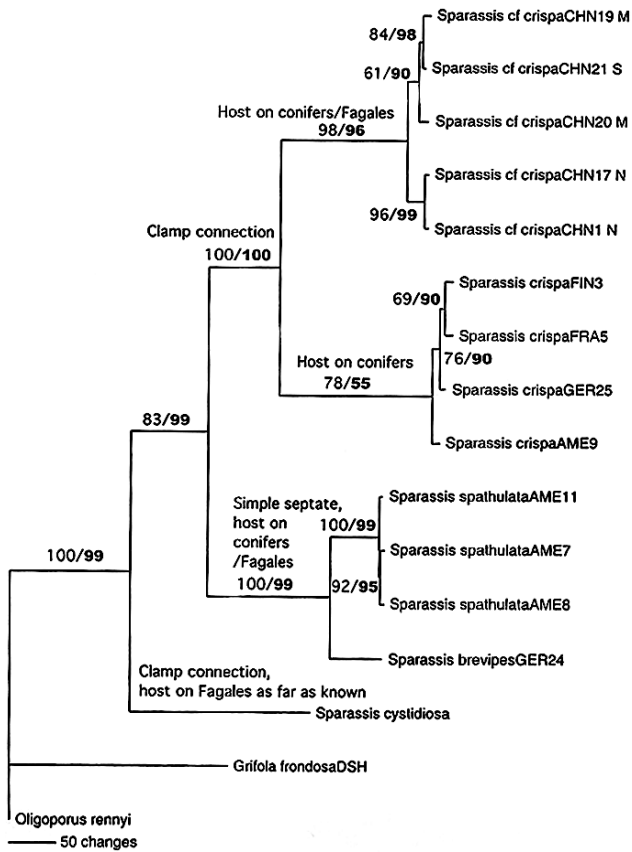 Sparassis cf crispaCHN19 M
84/98
61/90
Sparassis cf crispaCHN21 S
Host on conifers/Fagales
98/96
Sparassis cf crispaCHN20 M
Sparassis cf crispaCHN17 N
96/99
Clamp connection
Sparassis cf crispaCHN1 N
100/100
Sparassis crispaFIN3
69/90
Sparassis crispaFRA5
76/90
Host on conifers
78/55
Sparassis crispaGER25
83/99
Sparassis crispaAME9
Sparassis spathulataAME11
Simple septate,
host on
conifers
/Fagales
100/99
100/99
Sparassis spathulataAME7
100/99
92/95
Sparassis spathulataAME8
Sparassis brevipesGER24
Clamp connection,
host on Fagales as far as known
Sparassis cystidiosa
Grifola frondosaDSH
Oligoporus rennyi
50 changes